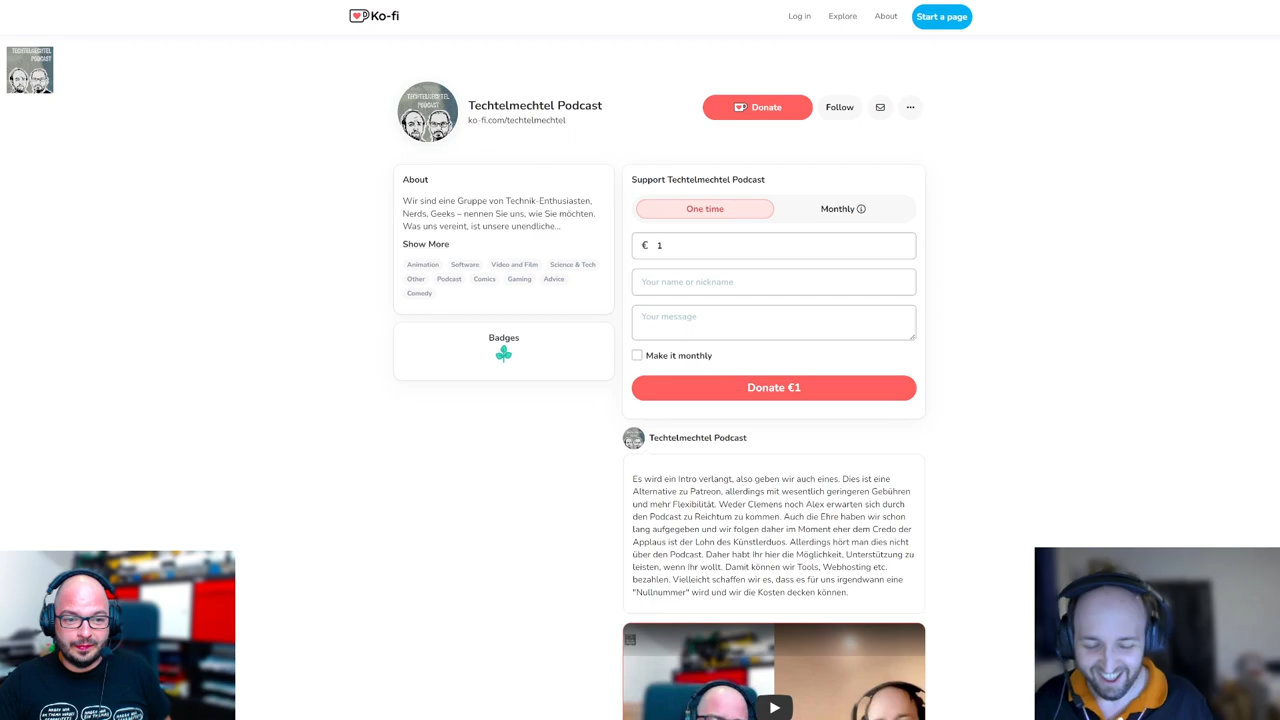 Ko-fi
Log in
Explore
About
Start a page
TECHTELMECHTEL
PODCAST
TECHTELMECHTEL
PODCAST
Techtelmechtel Podcast
ko-fi.com/techtelmechtel
Donate
Follow
About
Wir sind eine Gruppe von Technik-Enthusiasten,
Nerds, Geeks – nennen Sie uns, wie Sie möchten.
Was uns vereint, ist unsere unendliche...
Show More
Animation Software Video and Film Science & Tech
Other Podcast Comics Gaming Advice
Comedy
Badges
Support Techtelmechtel Podcast
One time
Monthly
€ 1
Your name or nickname
Your message
Make it monthly
Donate €1
Techtelmechtel Podcast
Es wird ein Intro verlangt, also geben wir auch eines. Dies ist eine
Alternative zu Patreon, allerdings mit wesentlich geringeren Gebühren
und mehr Flexibilität. Weder Clemens noch Alex erwarten sich durch
den Podcast zu Reichtum zu kommen. Auch die Ehre haben wir schon
lang aufgegeben und wir folgen daher im Moment eher dem Credo der
Applaus ist der Lohn des Künstlerduos. Allerdings hört man dies nicht
über den Podcast. Daher habt Ihr hier die Möglichkeit, Unterstützung zu
leisten, wenn Ihr wollt. Damit können wir Tools, Webhosting etc.
bezahlen. Vielleicht schaffen wir es, dass es für uns irgendwann eine
"Nullnummer" wird und wir die Kosten decken können.